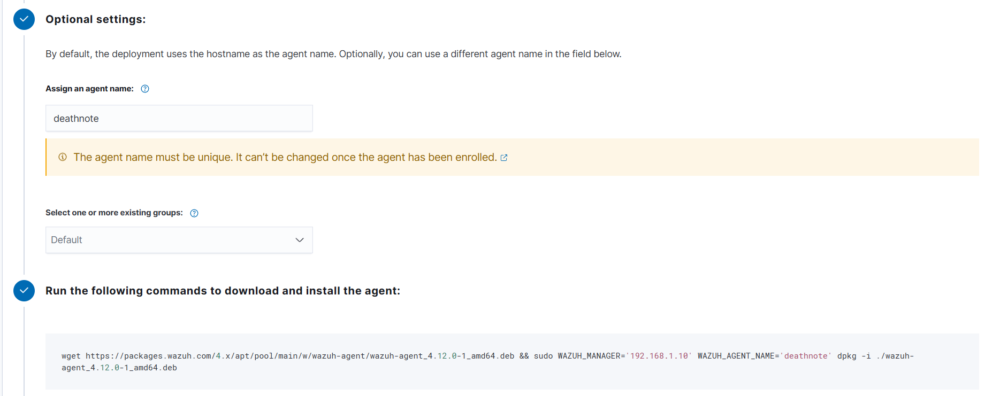 Optional settings:
By default, the deployment uses the hostname as the agent name. Optionally, you can use a different agent name in the field below.
Assign an agent name:
deathnote
The agent name must be unique. It can’t be changed once the agent has been enrolled.
Select one or more existing groups:
Default
Run the following commands to download and install the agent:
wget https://packages.wazuh.com/4.x/apt/pool/main/w/wazuh-agent/wazuh-agent_4.12.0-1_amd64.deb && sudo WAZUH_MANAGER='192.168.1.10' WAZUH_AGENT_NAME='deathnote' dpkg -i ./wazuh-
agent_4.12.0-1_amd64.deb